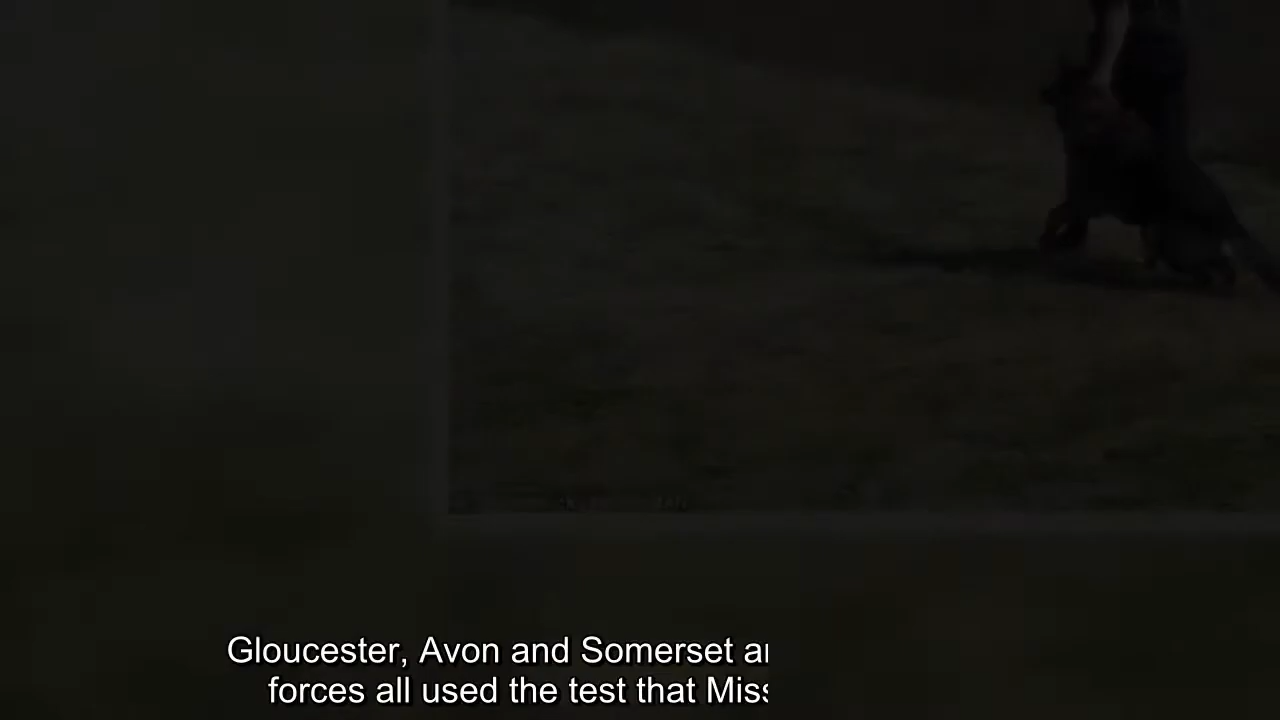 Gloucester, Avon and Somerset
forces all used the test that